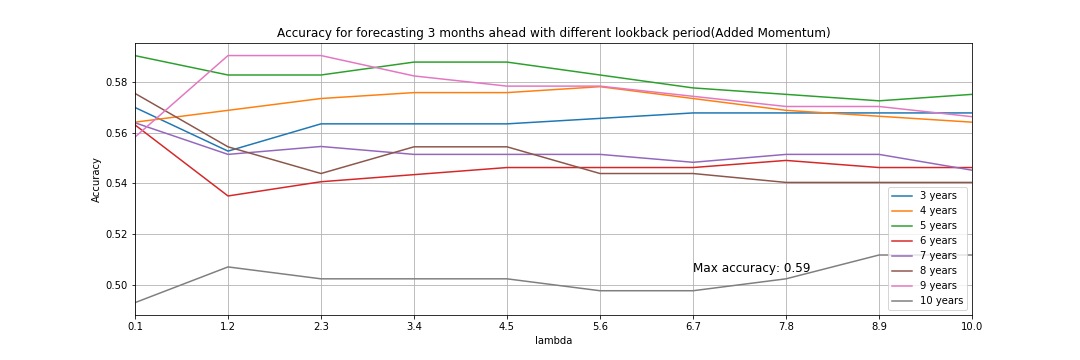 Accuracy for forecasting 3 months ahead with different lookback period(Added Momentum)
Accuracy
0.58
0.56
0.54
0.52
0.50
Max accuracy: 0.59
3 years
4 years
5 years
6 years
7 years
8 years
9 years
10 years
0.1 1.2 2.3 3.4 4.5 5.6 6.7 7.8 8.9 10.0
lambda